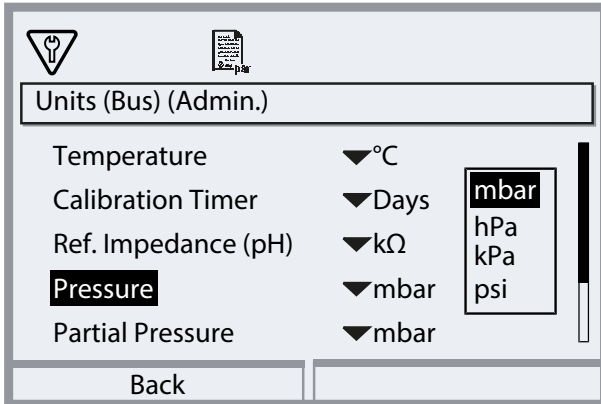 par
Units (Bus) (Admin.)
Temperature °C
Calibration Timer Days
Ref. Impedance (pH) kΩ
Pressure mbar
Partial Pressure mbar
mbar
hPa
kPa
psi
Back